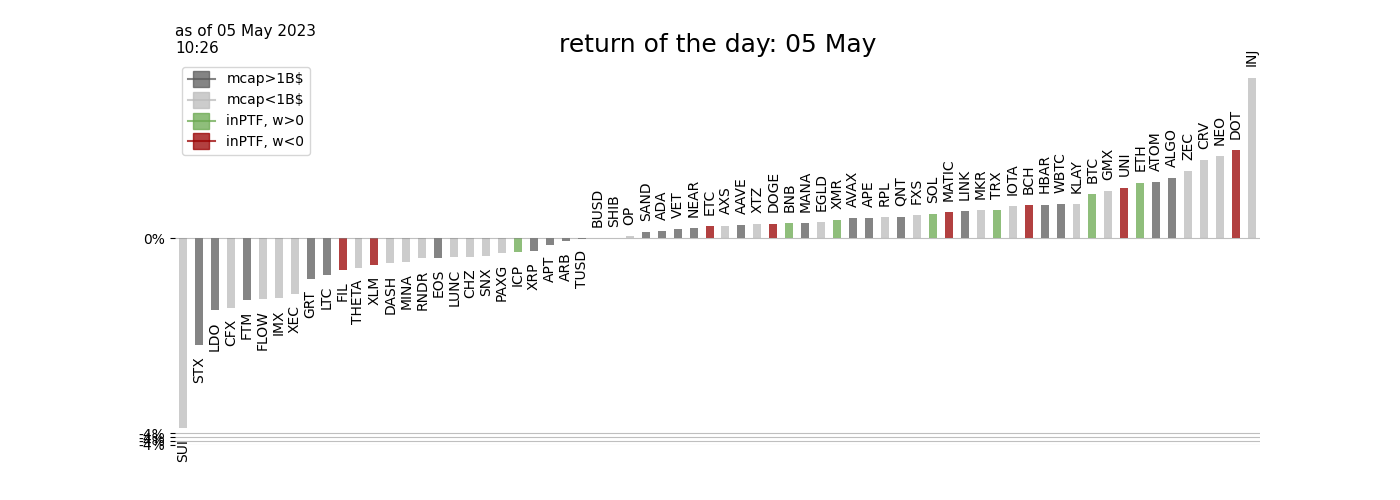 as of 05 May 2023
10:26
return of the day: 05 May
mcap>1B$
mcap<1B$
inPTF, w>0
inPTF, w<0
0%
-4%
-4%
SUI
STX
LDO
CFX
FTM
FLOW
IMX
XEC
GRT
LTC
FIL
THETA
XLM
DASH
MINA
RNDR
EOS
LUNC
CHZ
SNX
PAXG
ICP
XRP
APT
ARB
TUSD
BUSD
SHIB
OP
SAND
ADA
VET
NEAR
ETC
AXS
AAVE
XTZ
DOGE
BNB
MANA
EGLD
XMR
AVAX
APE
RPL
QNT
FXS
SOL
MATIC
LINK
MKR
TRX
IOTA
BCH
HBAR
WBTC
KLAY
BTC
GMX
UNI
ETH
ATOM
ALGO
ZEC
CRV
NEO
DOT
INJ